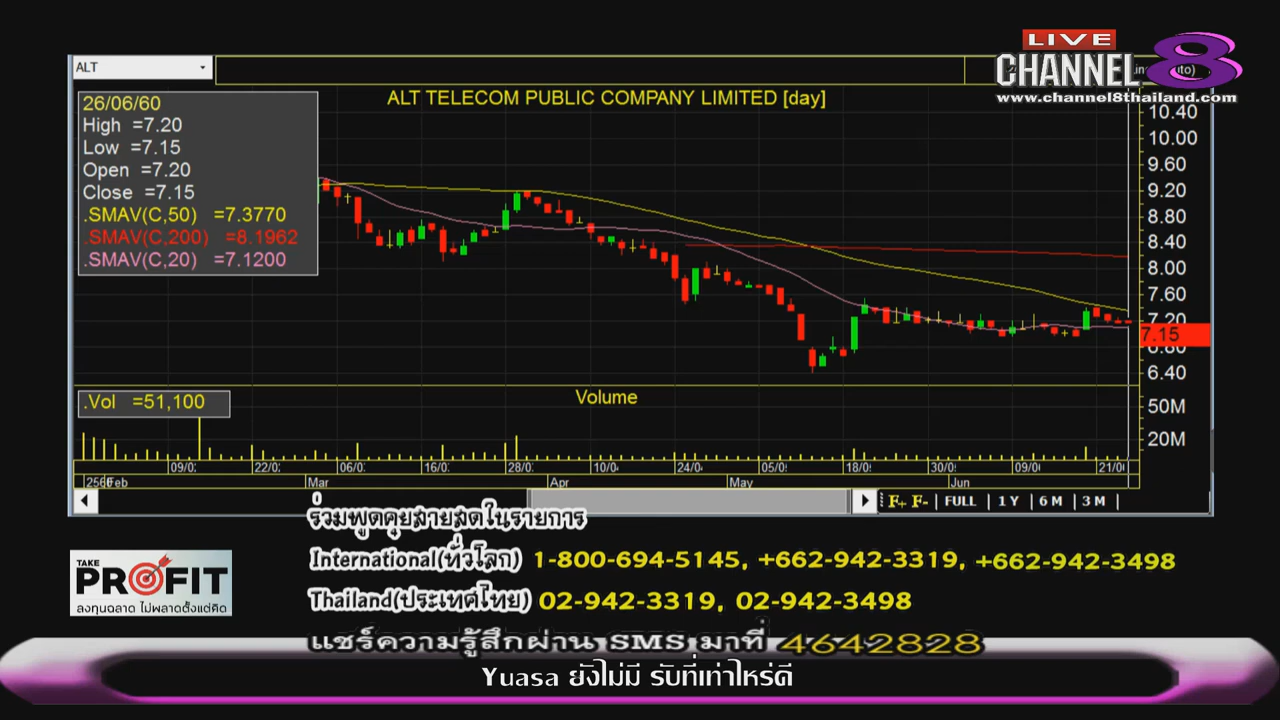 LIVE
CHANNEL 8
www.channel8thailand.com
ALT
ALT TELECOM PUBLIC COMPANY LIMITED [day]
26/06/60
High =7.20
Low =7.15
Open =7.20
Close =7.15
.SMAV(C,50) =7.3770
.SMAV(C,200) =8.1962
.SMAV(C,20) =7.1200
10.40
10.00
9.60
9.20
8.80
8.40
8.00
7.60
7.20
7.15
6.80
6.40
.Vol =51,100
Volume
50M
20M
09/0 22/0 06/0 16/0 28/0 10/0 24/0 05/0 18/0 30/0 09/0 21/0
Feb Mar Apr May Jun
F+ F- | FULL | 1 Y | 6 M | 3 M |
ร่วมพูดคุยสายสดในรายการ
International(ทั่วโลก) 1-800-694-5145, +662-942-3319, +662-942-3498
TAKE
PROFIT
ลงทุนฉลาด ไม่พลาดตั้งแต่คิด
Thailand(ประเทศไทย) 02-942-3319, 02-942-3498
แชร์ความรู้สึกผ่าน SMS มาที่ 4642828
Yuasa ยังไม่มี รับที่เท่าไหร่ดี